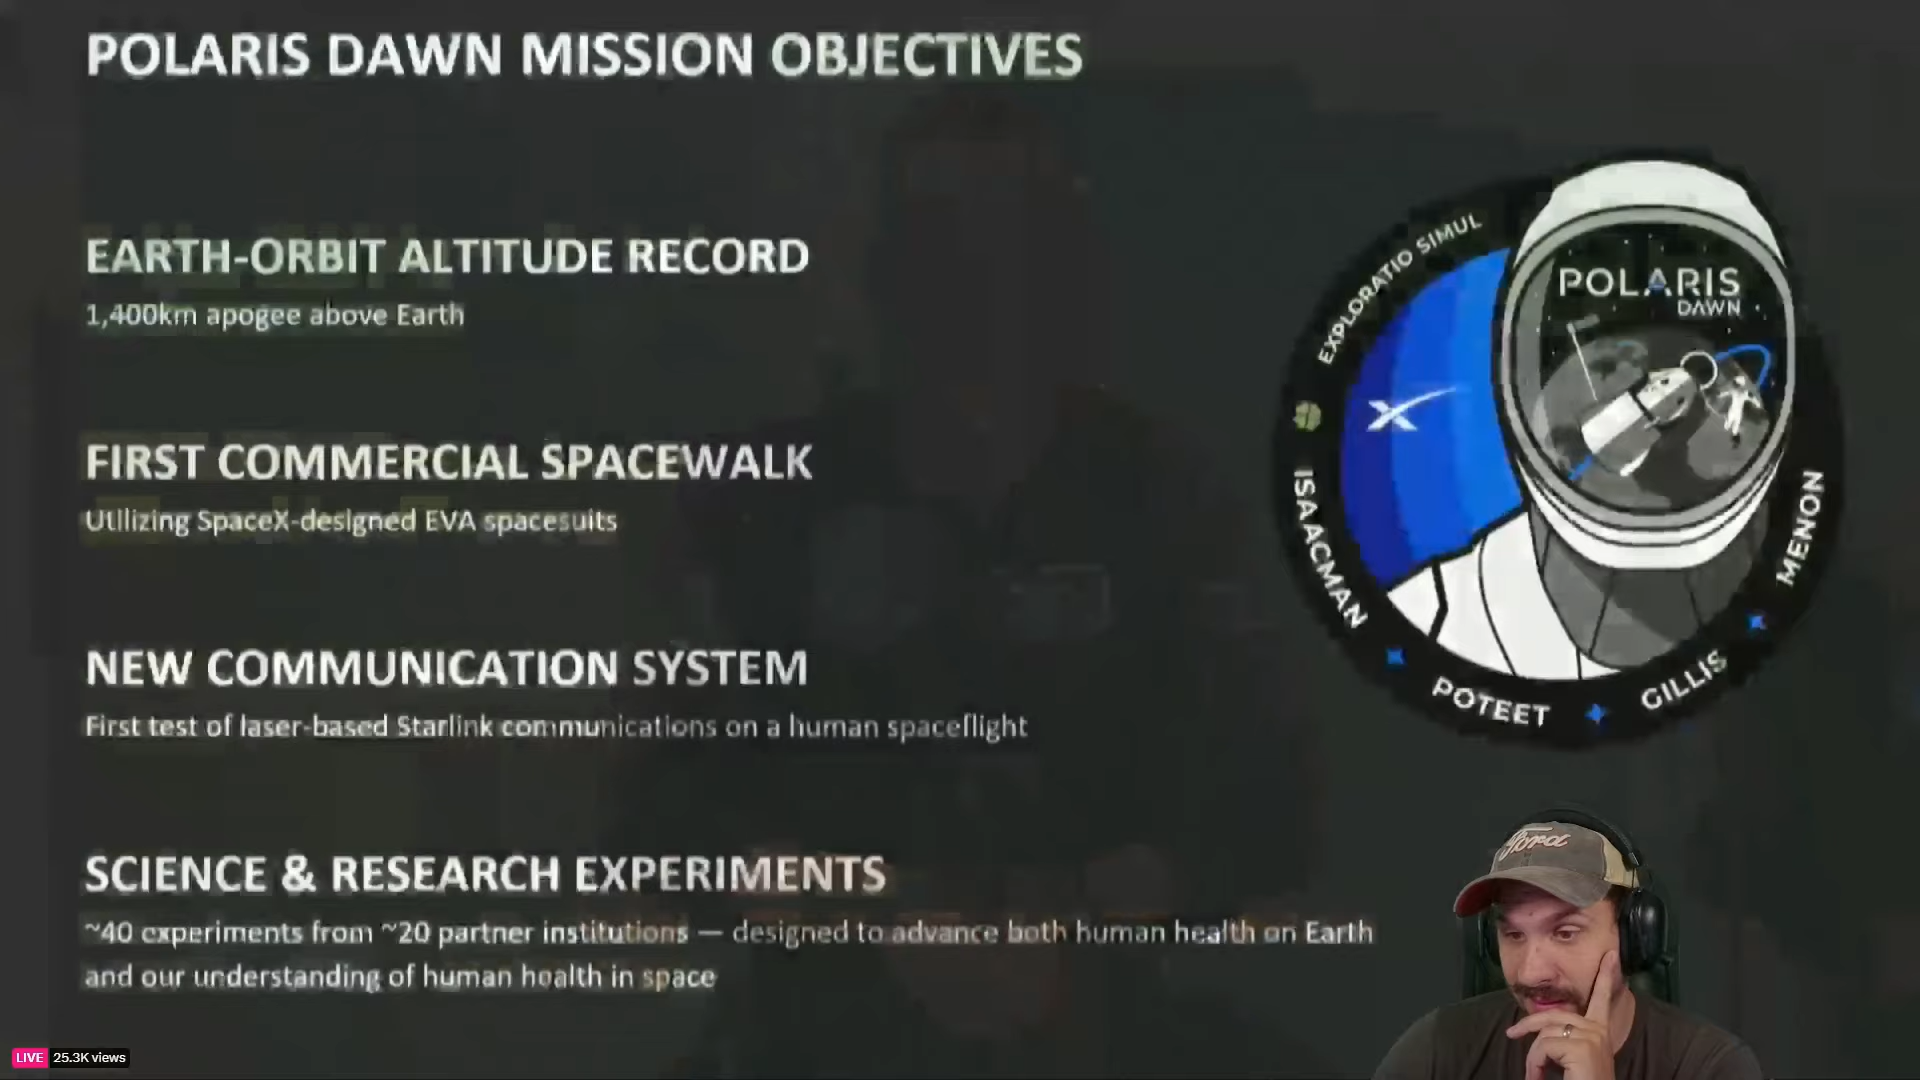 POLARIS DAWN MISSION OBJECTIVES
EARTH-ORBIT ALTITUDE RECORD
1,400km apogee above Earth
FIRST COMMERCIAL SPACEWALK
Utilizing SpaceX-designed EVA spacesuits
NEW COMMUNICATION SYSTEM
First test of laser-based Starlink communications on a human spaceflight
SCIENCE & RESEARCH EXPERIMENTS
~40 experiments from ~20 partner institutions — designed to advance both human health on Earth
and our understanding of human health in space
EXPLORATIO SIMUL
POLARIS
DAWN
X
ISAACMAN
POTEET
GILLIS
MENON
Ford
LIVE 25.3K views